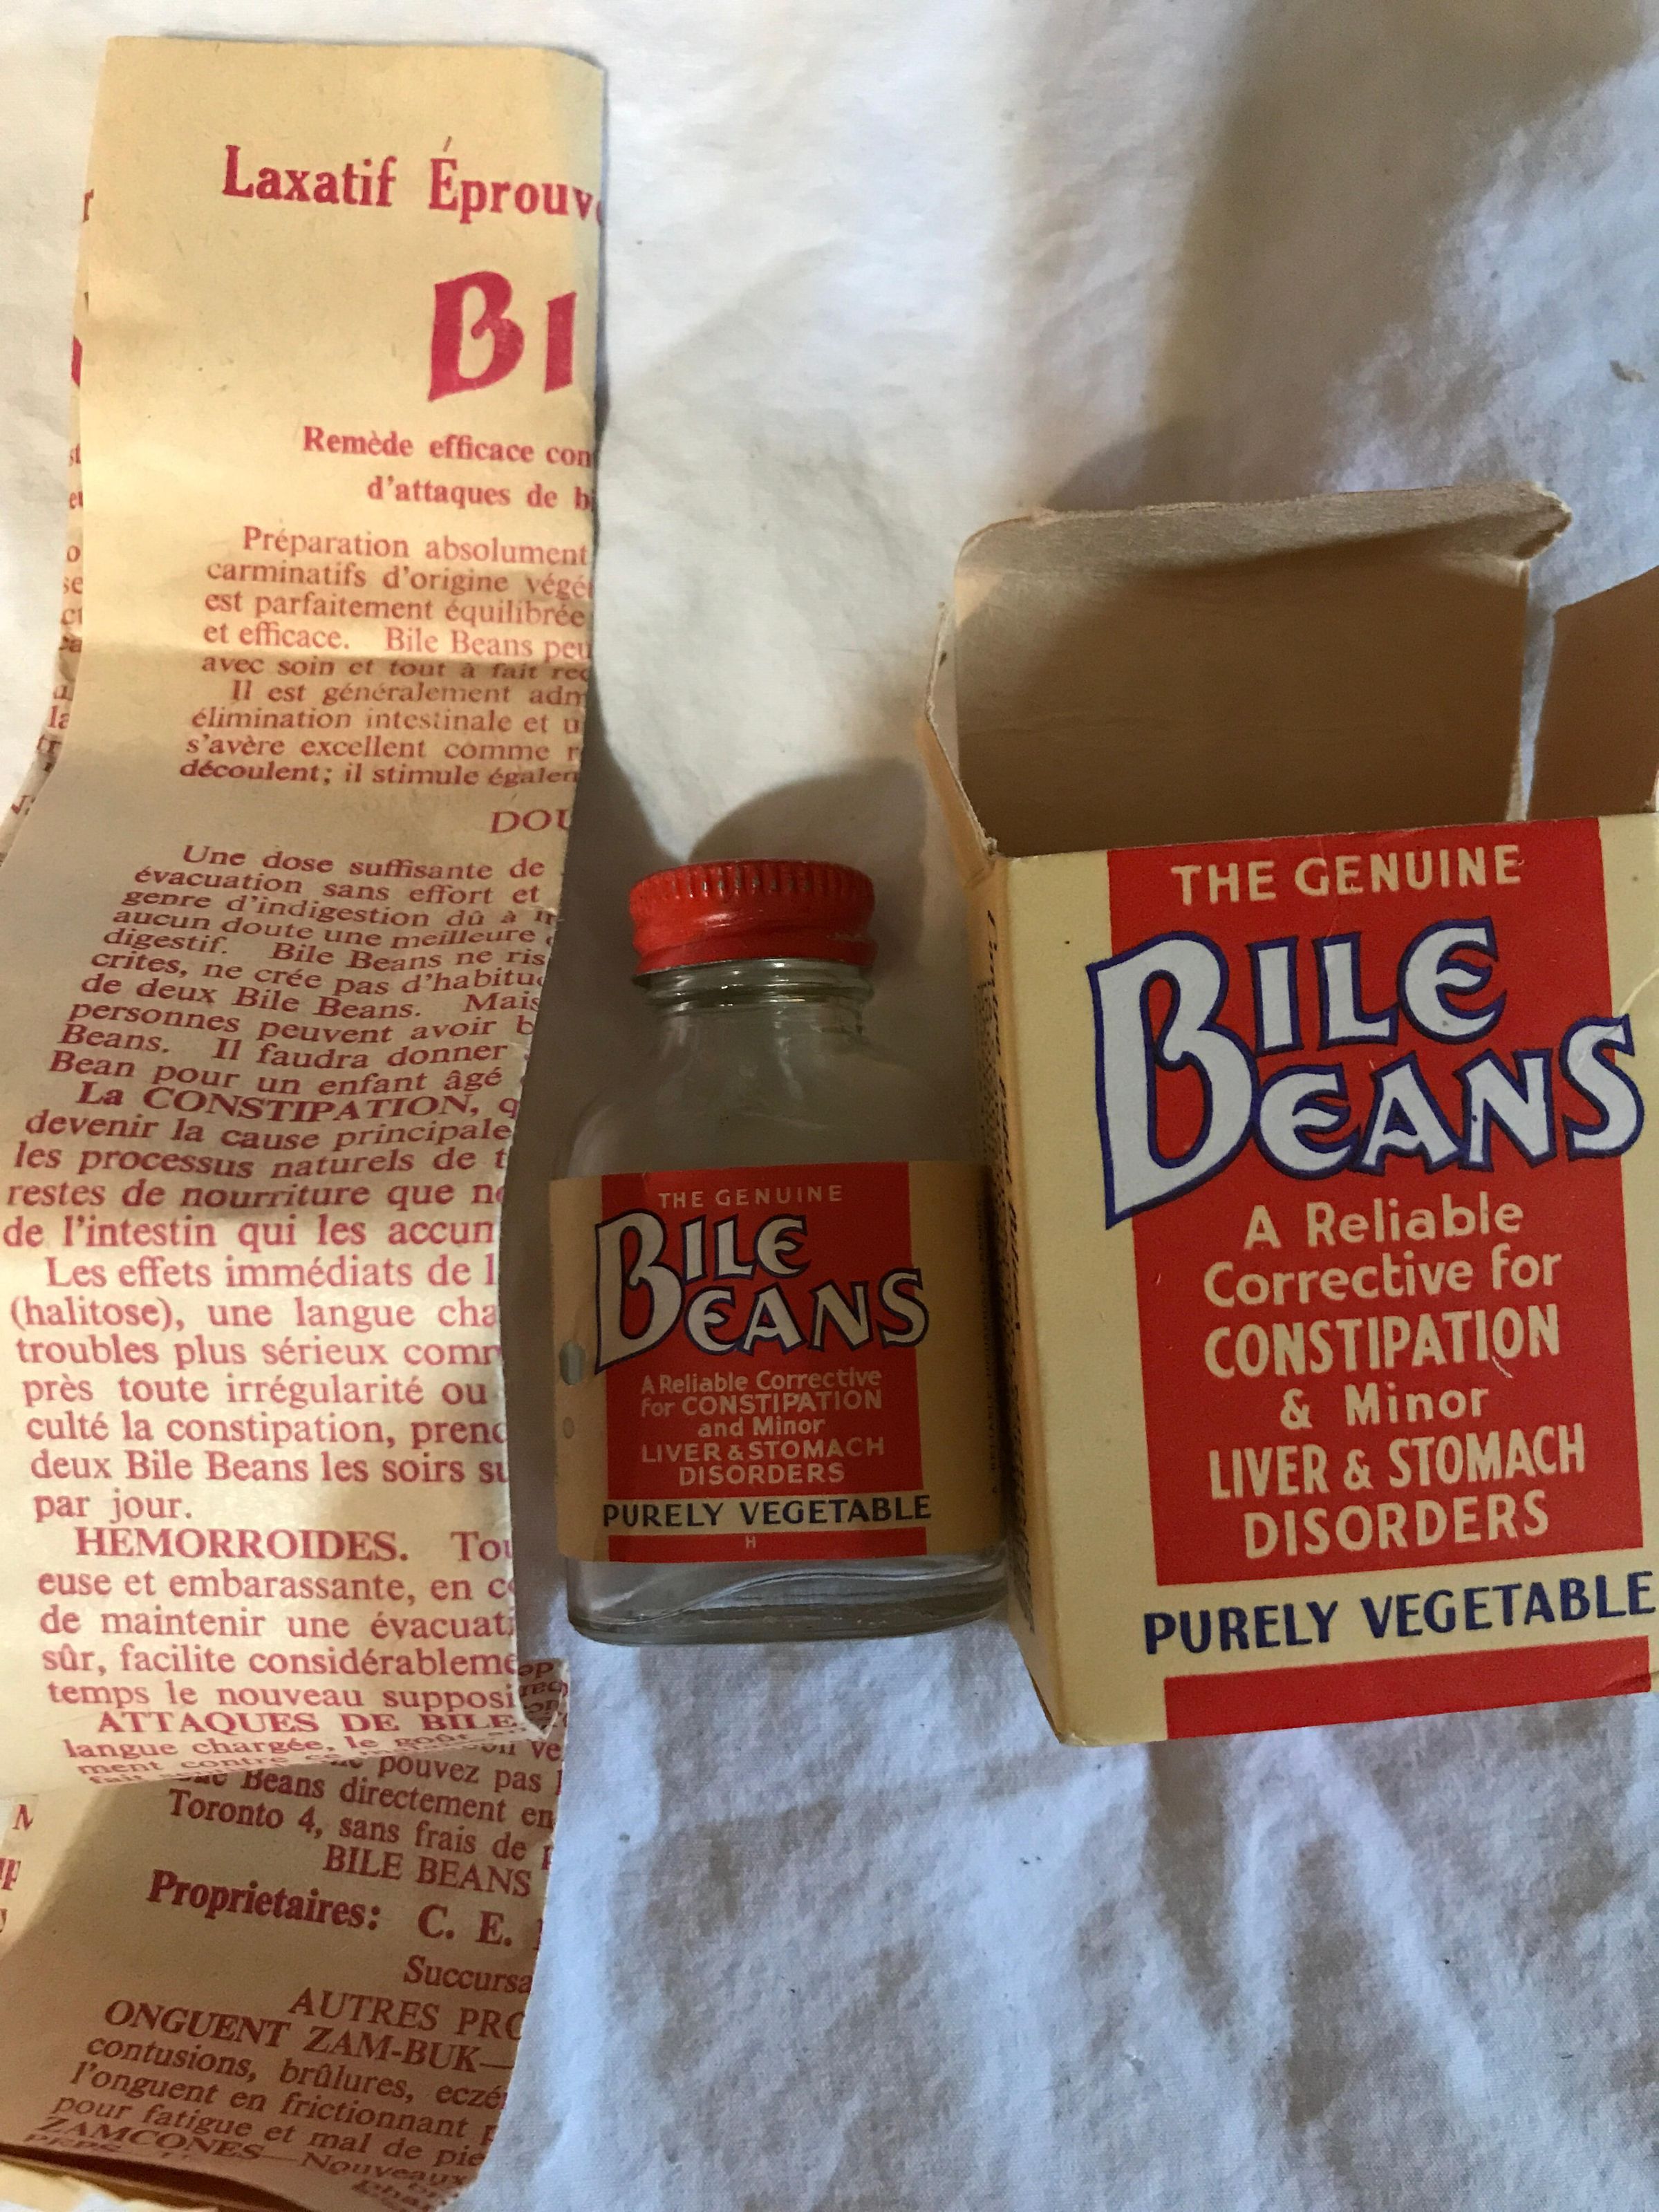 Laxatif Éprouv
BI
Remède efficace con
d'attaques de b
Préparation absolument
carminatifs d'origine végé
est parfaitement équilibrée
et efficace. Bile Beans peu
avec soin et tout à fait rec
Il est généralement adm
élimination intestinale et u
s'avère excellent comme r
découlent; il stimule égalem
DOU
Une dose suffisante de
évacuation sans effort et
genre d'indigestion dû à
aucun doute une meilleure
digestif. Bile Beans ne ris
crites, ne crée pas d'habitu
de deux Bile Beans. Mais
personnes peuvent avoir b
Beans. Il faudra donner
Bean pour un enfant âgé
La CONSTIPATION, q
devenir la cause principale
les processus naturels de t
restes de nourriture que n
de l'intestin qui les accum
Les effets immédiats de l
(halitose), une langue cha
troubles plus sérieux comm
près toute irrégularité ou
culté la constipation, prenc
deux Bile Beans les soirs su
par jour.
HEMORROIDES. Tou
euse et embarassante, en c
de maintenir une évacuat
sûr, facilite considérableme
temps le nouveau supposi
ATTAQUES DE BILE
langue chargée, le goût
ment contre
pouvez pas
Beans directement en
Toronto 4, sans frais de
BILE BEANS
Proprietaires: C. E.
Succursa
AUTRES PRO
ONGUENT ZAM-BUK—
contusions, brûlures, eczé
l'onguent en frictionnant p
pour fatigue et mal de pie
ZAMCONES—Nouveaux
THE GENUINE
BILE
BEANS
A Reliable Corrective
for CONSTIPATION
and Minor
LIVER & STOMACH
DISORDERS
PURELY VEGETABLE
H
THE GENUINE
BILE
BEANS
A Reliable
Corrective for
CONSTIPATION
& Minor
LIVER & STOMACH
DISORDERS
PURELY VEGETABLE